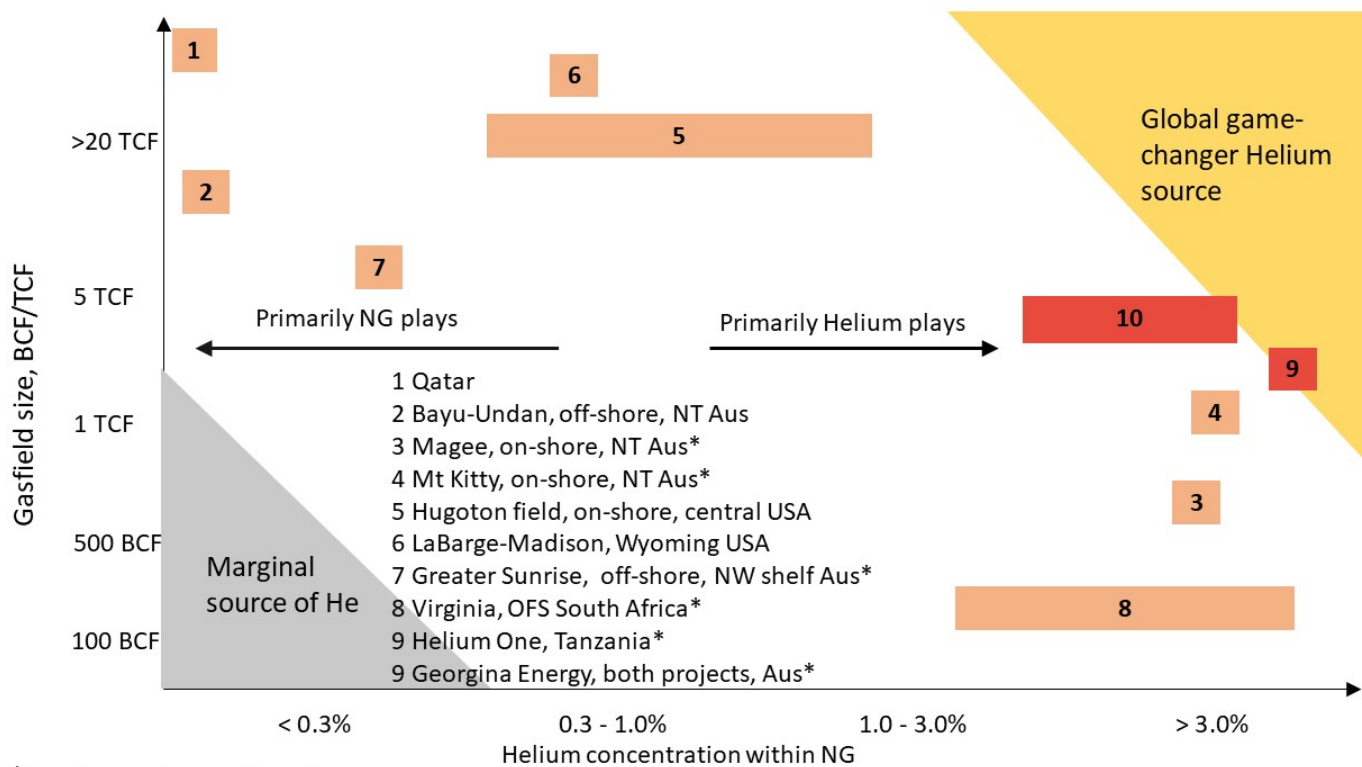 1
6
>20 TCF
5
Global game-
changer Helium
source
2
7
Gasfield size, BCF/TCF
5 TCF
Primarily NG plays
Primarily Helium plays
10
9
1 TCF
4
3
500 BCF
8
100 BCF
1 Qatar
2 Bayu-Undan, off-shore, NT Aus
3 Magee, on-shore, NT Aus*
4 Mt Kitty, on-shore, NT Aus*
5 Hugoton field, on-shore, central USA
6 LaBarge-Madison, Wyoming USA
7 Greater Sunrise, off-shore, NW shelf Aus*
8 Virginia, OFS South Africa*
9 Helium One, Tanzania*
9 Georgina Energy, both projects, Aus*
Marginal
source of He
< 0.3%
0.3 - 1.0%
1.0 - 3.0%
> 3.0%
Helium concentration within NG